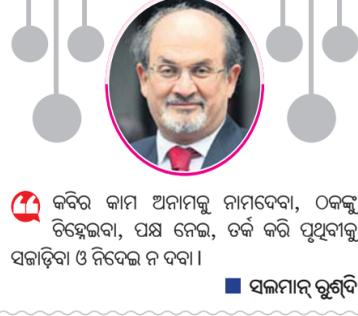 କବିର କାମ ଅନାମକୁ ନାମଦେବା, ଠକଙ୍କୁ
ଚିହ୍ନେଇବା, ପକ୍ଷ ନେଇ, ତର୍କ କରି ପୃଥିବୀକୁ
ସଜାଡ଼ିବା ଓ ନିଦେଇ ନ ଦବା ।
ସଲମାନ୍ ରୁଶ୍‌ଦି